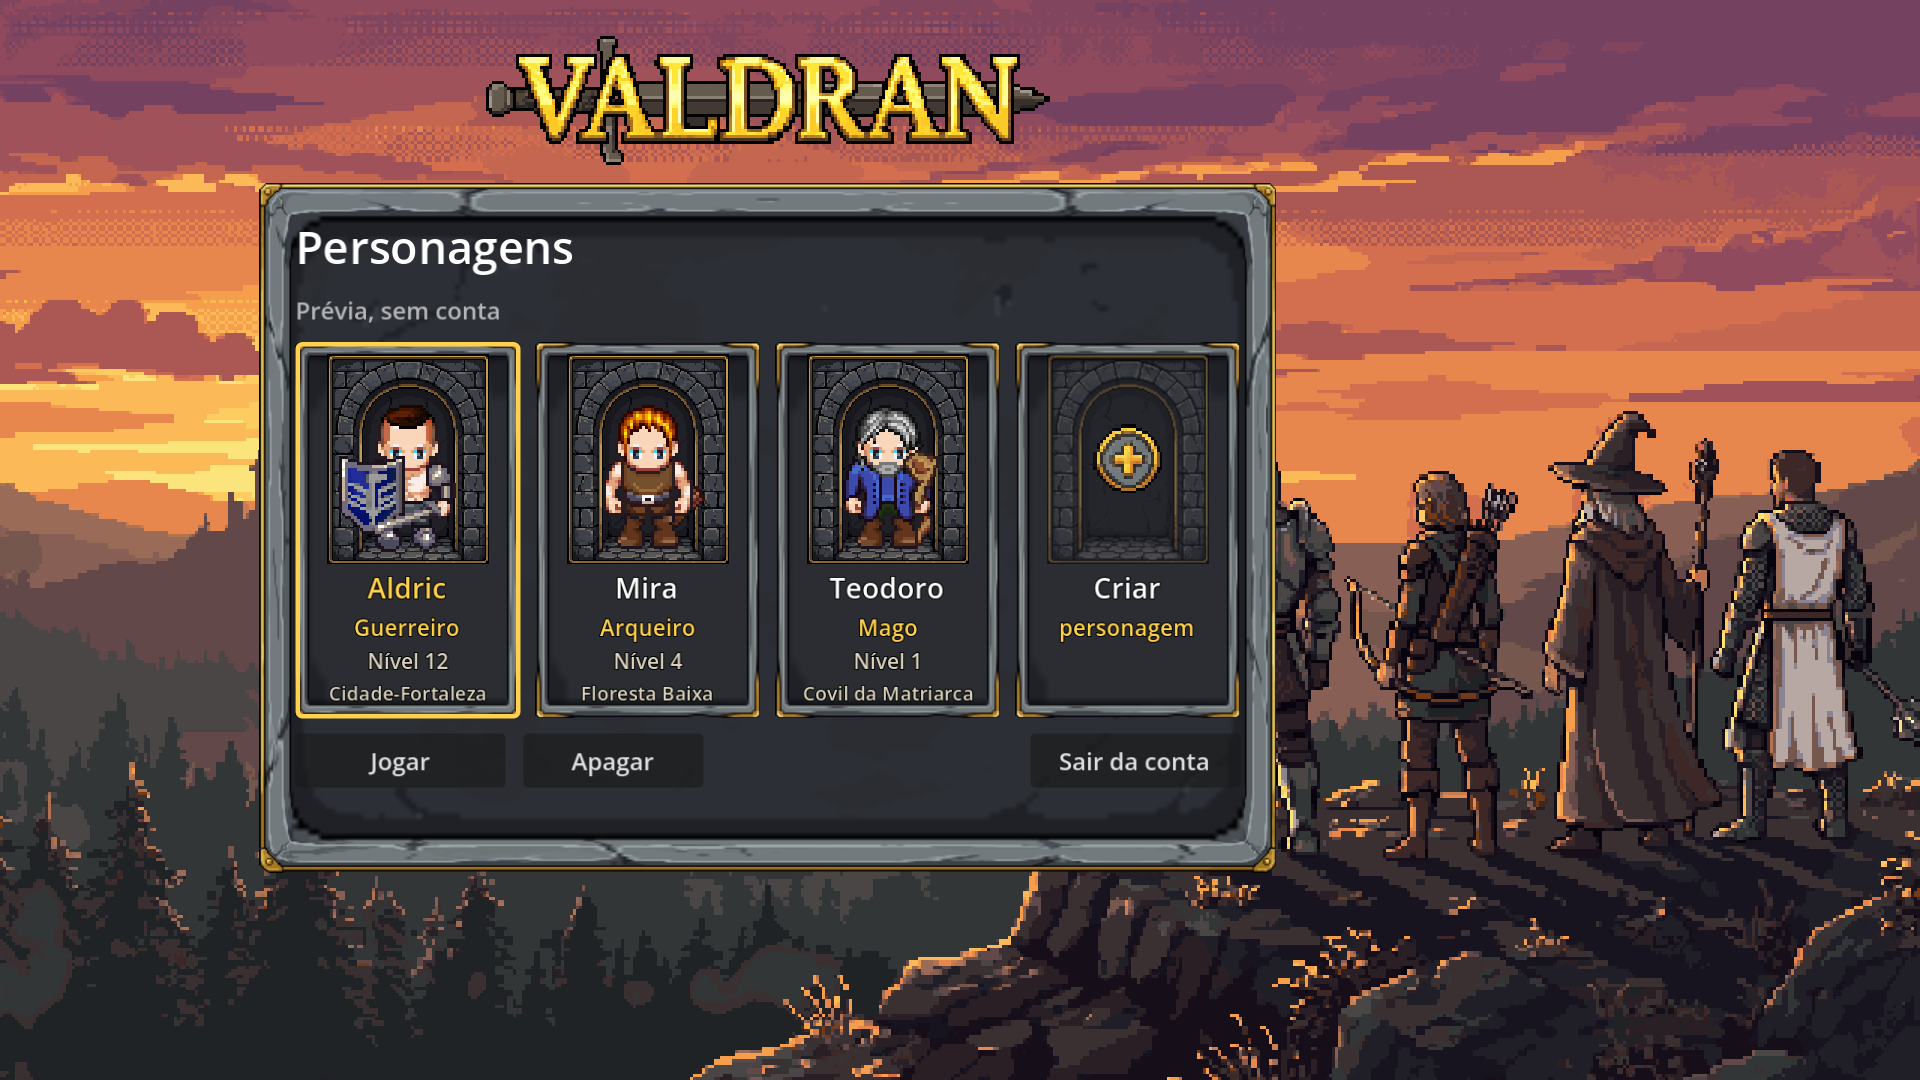 VALDRAN
Personagens
Prévia, sem conta
Aldric
Guerreiro
Nível 12
Cidade-Fortaleza
Mira
Arqueiro
Nível 4
Floresta Baixa
Teodoro
Mago
Nível 1
Covil da Matriarca
Criar
personagem
Jogar
Apagar
Sair da conta